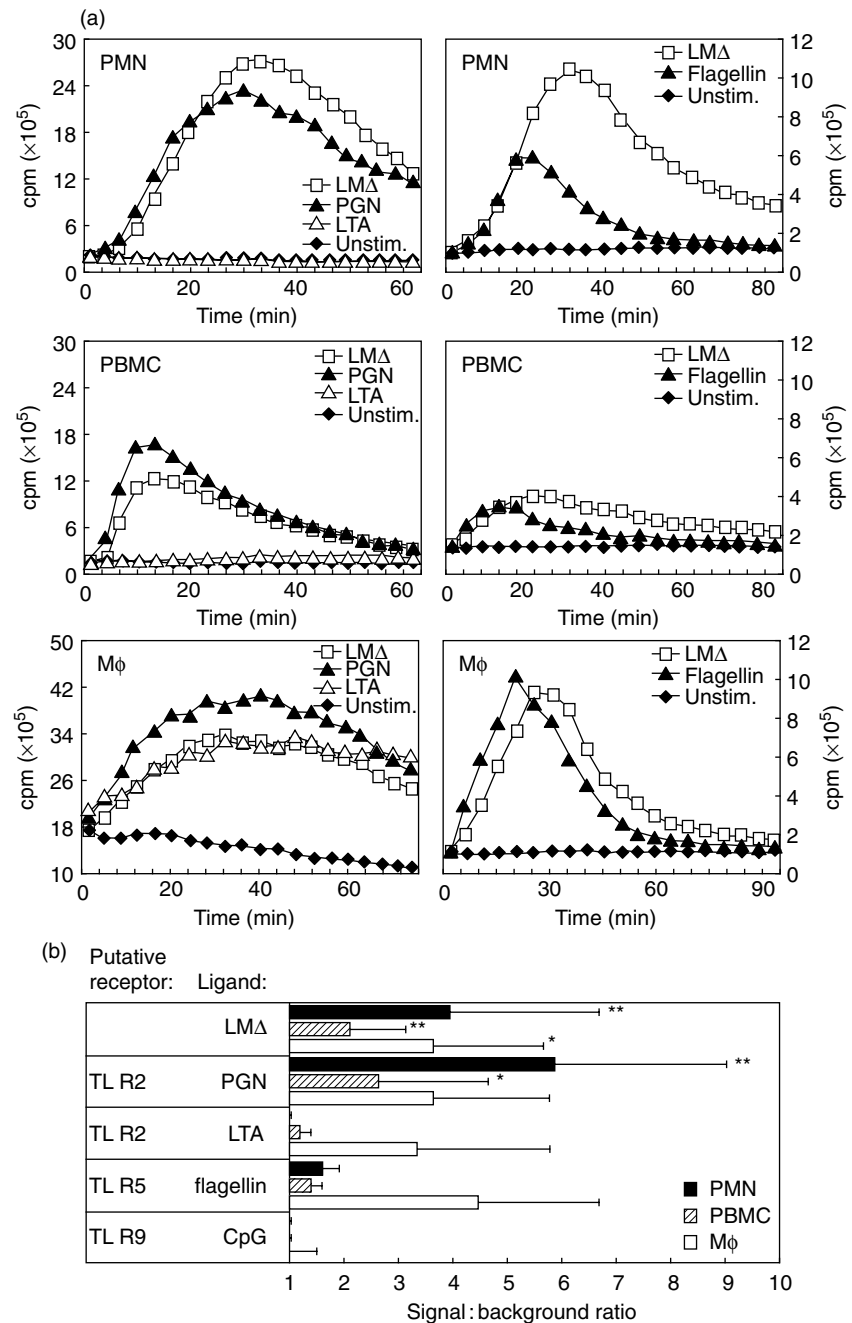 (a)
PMN
30
24
18
12
6
0
cpm (×10⁵)
LMΔ
PGN
LTA
Unstim.
0 20 40 60
Time (min)
PMN
LMΔ
Flagellin
Unstim.
12
10
8
6
4
2
0
cpm (×10⁵)
0 20 40 60 80
Time (min)
PBMC
30
24
18
12
6
0
cpm (×10⁵)
LMΔ
PGN
LTA
Unstim.
0 20 40 60
Time (min)
PBMC
LMΔ
Flagellin
Unstim.
12
10
8
6
4
2
0
cpm (×10⁵)
0 20 40 60 80
Time (min)
Mϕ
50
42
34
26
18
10
cpm (×10⁵)
LMΔ
PGN
LTA
Unstim.
0 20 40 60
Time (min)
Mϕ
LMΔ
Flagellin
Unstim.
12
10
8
6
4
2
0
cpm (×10⁵)
0 30 60 90
Time (min)
(b)
Putative receptor:
Ligand:
LMΔ
**
**
*
TL R2 PGN
**
*
TL R2 LTA
TL R5 flagellin
TL R9 CpG
PMN
PBMC
Mϕ
1 2 3 4 5 6 7 8 9 10
Signal : background ratio